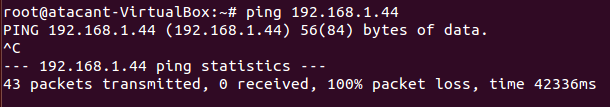 root@atacant-VirtualBox:~# ping 192.168.1.44
PING 192.168.1.44 (192.168.1.44) 56(84) bytes of data.
^C
--- 192.168.1.44 ping statistics ---
43 packets transmitted, 0 received, 100% packet loss, time 42336ms